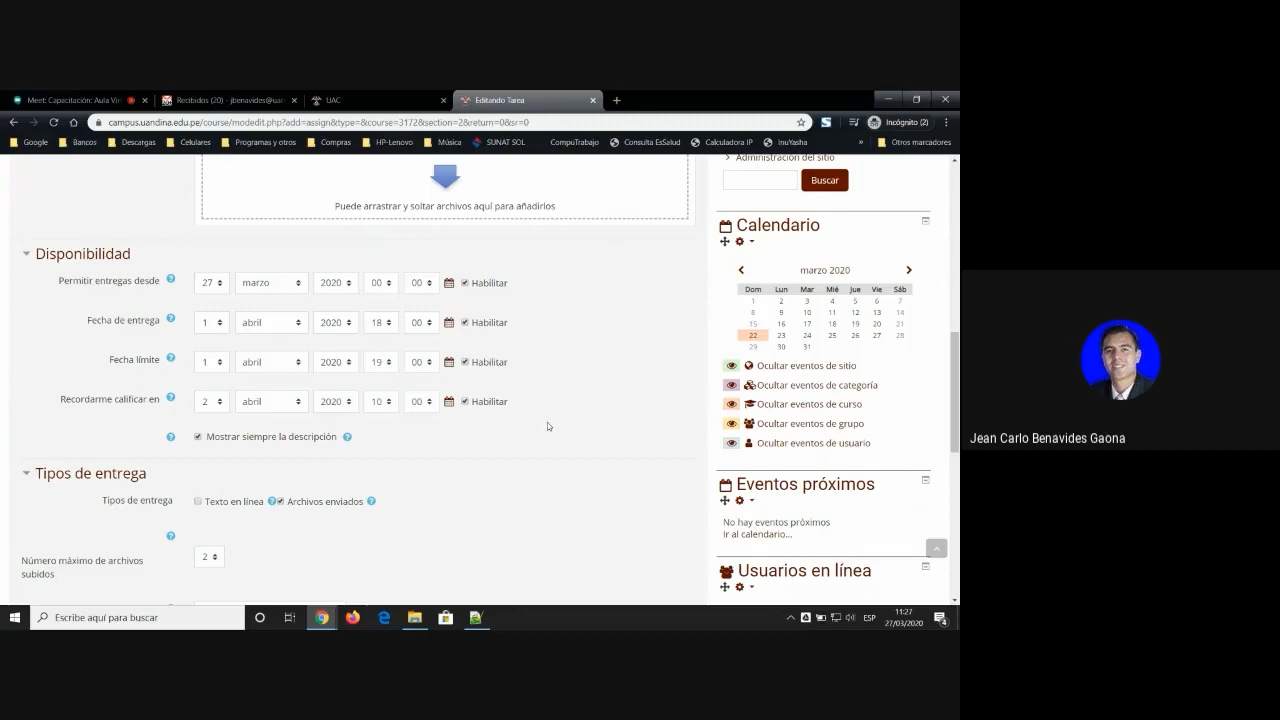 Meet: Capacitación: Aula Vir
Recibidos (20) - jbenavides@uan
UAC
Editando Tarea
campus.uandina.edu.pe/course/modedit.php?add=assign&type=&course=3172&section=2&return=0&sr=0
Incógnito (2)
Google Bancos Descargas Celulares Programas y otros Compras HP-Lenovo Música SUNAT SOL CompuTrabajo Consulta EsSalud Calculadora IP InuYasha » Otros marcadores
Puede arrastrar y soltar archivos aquí para añadirlos
Disponibilidad
Permitir entregas desde 27 marzo 2020 00 00 Habilitar
Fecha de entrega 1 abril 2020 18 00 Habilitar
Fecha límite 1 abril 2020 19 00 Habilitar
Recordarme calificar en 2 abril 2020 10 00 Habilitar
Mostrar siempre la descripción
Tipos de entrega
Tipos de entrega Texto en línea Archivos enviados
Número máximo de archivos
subidos
2
Administración del sitio
Buscar
Calendario
marzo 2020
Dom Lun Mar Mié Jue Vie Sáb
1 2 3 4 5 6 7
8 9 10 11 12 13 14
15 16 17 18 19 20 21
22 23 24 25 26 27 28
29 30 31
Ocultar eventos de sitio
Ocultar eventos de categoría
Ocultar eventos de curso
Ocultar eventos de grupo
Ocultar eventos de usuario
Eventos próximos
No hay eventos próximos
Ir al calendario...
Usuarios en línea
Escribe aquí para buscar
ESP
11:27
27/03/2020
4
Jean Carlo Benavides Gaona